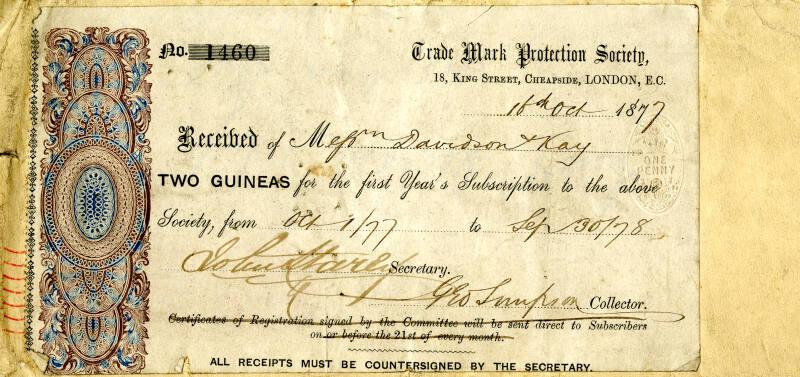 No. 1460
Trade Mark Protection Society,
18, KING STREET, CHEAPSIDE, LONDON, E.C.
16th Oct 1877
Received of Messrs Davidson & Kay
ONE PENNY
TWO GUINEAS for the first Year's Subscription to the above
Society, from Oct 1/77 to Sep 30/78
John Secretary.
Geo Simpson Collector.
Certificates of Registration signed by the Committee will be sent direct to Subscribers
on or before the 21st of every month.
ALL RECEIPTS MUST BE COUNTERSIGNED BY THE SECRETARY.